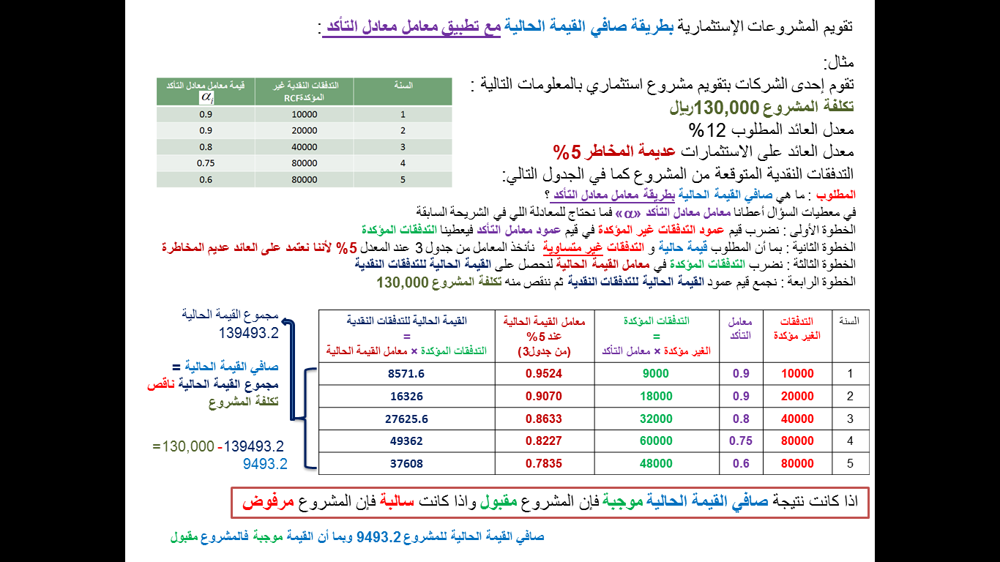 تقويم المشروعات الإستثمارية بطريقة صافي القيمة الحالية مع تطبيق معامل معادل التأكد :
مثال:
تقوم إحدى الشركات بتقويم مشروع استثماري بالمعلومات التالية :
تكلفة المشروع 130,000ريال
معدل العائد المطلوب 12%
معدل العائد على الاستثمارات عديمة المخاطر 5%
التدفقات النقدية المتوقعة من المشروع كما في الجدول التالي:
السنة التدفقات النقدية غير المؤكدةRCF قيمة معامل معادل التأكد αi
1 10000 0.9
2 20000 0.9
3 40000 0.8
4 80000 0.75
5 80000 0.6
المطلوب : ما هي صافي القيمة الحالية بطريقة معامل معادل التأكد ؟
في معطيات السؤال أعطانا معامل معادل التأكد «α» فما نحتاج للمعادلة اللي في الشريحة السابقة
الخطوة الأولى : نضرب قيم عمود التدفقات غير المؤكدة في قيم عمود معامل التأكد فيعطينا التدفقات المؤكدة
الخطوة الثانية : بما أن المطلوب قيمة حالية و التدفقات غير متساوية نأخذ المعامل من جدول 3 عند المعدل 5% لأننا نعتمد على العائد عديم المخاطرة
الخطوة الثالثة : نضرب التدفقات المؤكدة في معامل القيمة الحالية لنحصل على القيمة الحالية للتدفقات النقدية
الخطوة الرابعة : نجمع قيم عمود القيمة الحالية للتدفقات النقدية ثم ننقص منه تكلفة المشروع 130,000
السنة التدفقات الغير مؤكدة معامل التأكد التدفقات المؤكدة = الغير مؤكدة × معامل التأكد معامل القيمة الحالية عند 5% (من جدول3) القيمة الحالية للتدفقات النقدية = التدفقات المؤكدة × معامل القيمة الحالية
1 10000 0.9 9000 0.9524 8571.6
2 20000 0.9 18000 0.9070 16326
3 40000 0.8 32000 0.8633 27625.6
4 80000 0.75 60000 0.8227 49362
5 80000 0.6 48000 0.7835 37608
مجموع القيمة الحالية
139493.2
صافي القيمة الحالية =
مجموع القيمة الحالية ناقص
تكلفة المشروع
139493.2- 130,000=
9493.2
اذا كانت نتيجة صافي القيمة الحالية موجبة فإن المشروع مقبول واذا كانت سالبة فإن المشروع مرفوض
صافي القيمة الحالية للمشروع 9493.2 وبما أن القيمة موجبة فالمشروع مقبول